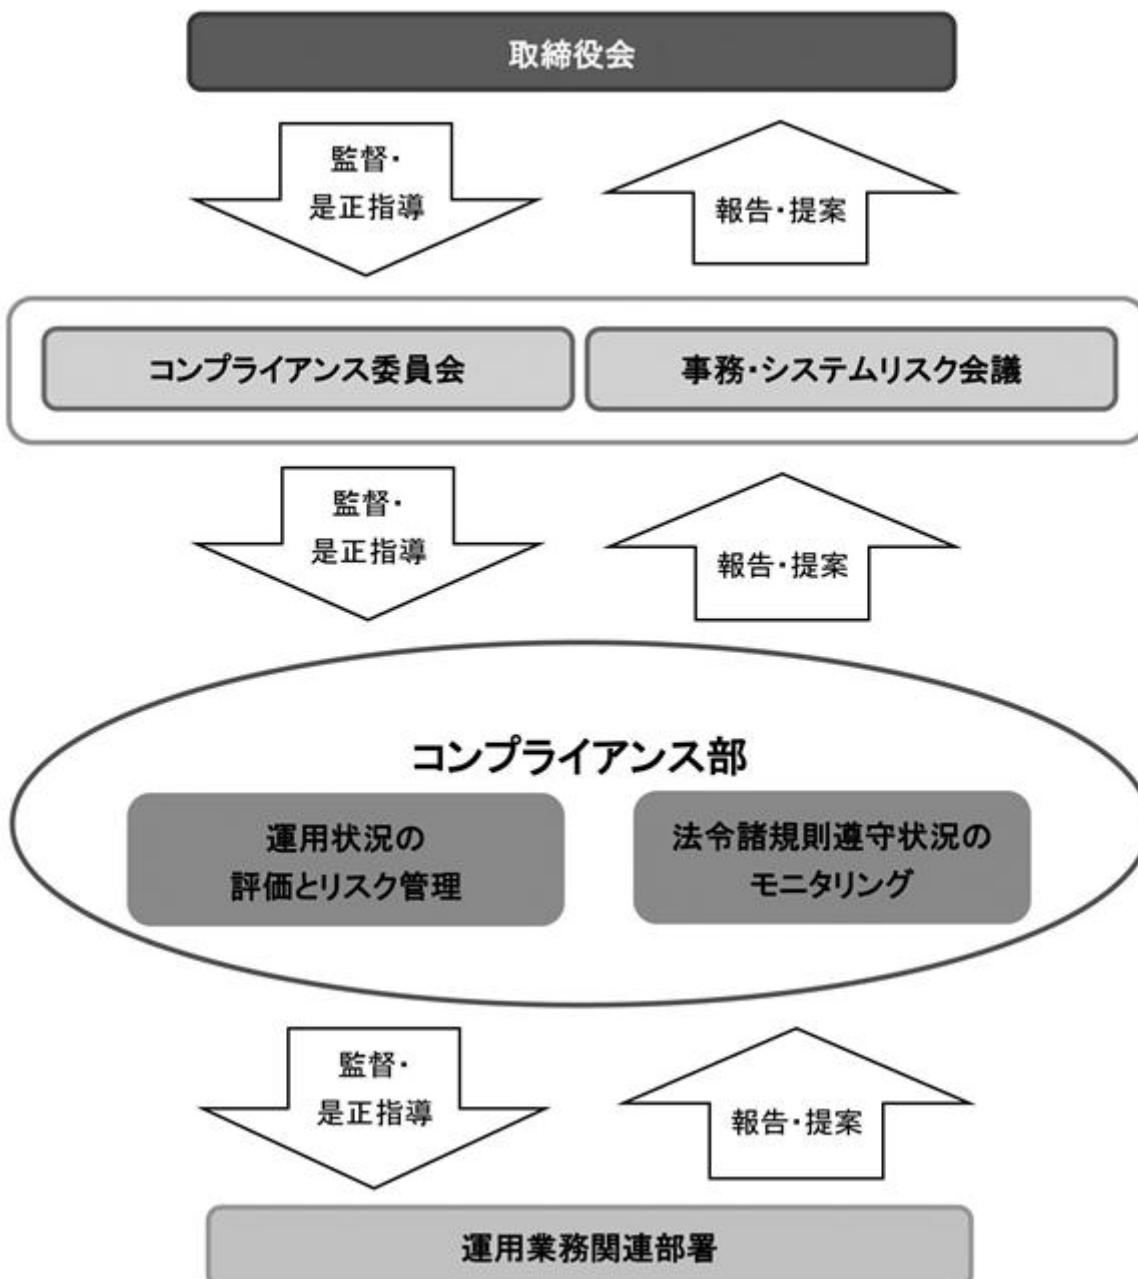 取締役会
監督・
是正指導
報告・提案
コンプライアンス委員会
事務・システムリスク会議
監督・
是正指導
報告・提案
コンプライアンス部
運用状況の
評価とリスク管理
法令諸規則遵守状況の
モニタリング
監督・
是正指導
報告・提案
運用業務関連部署